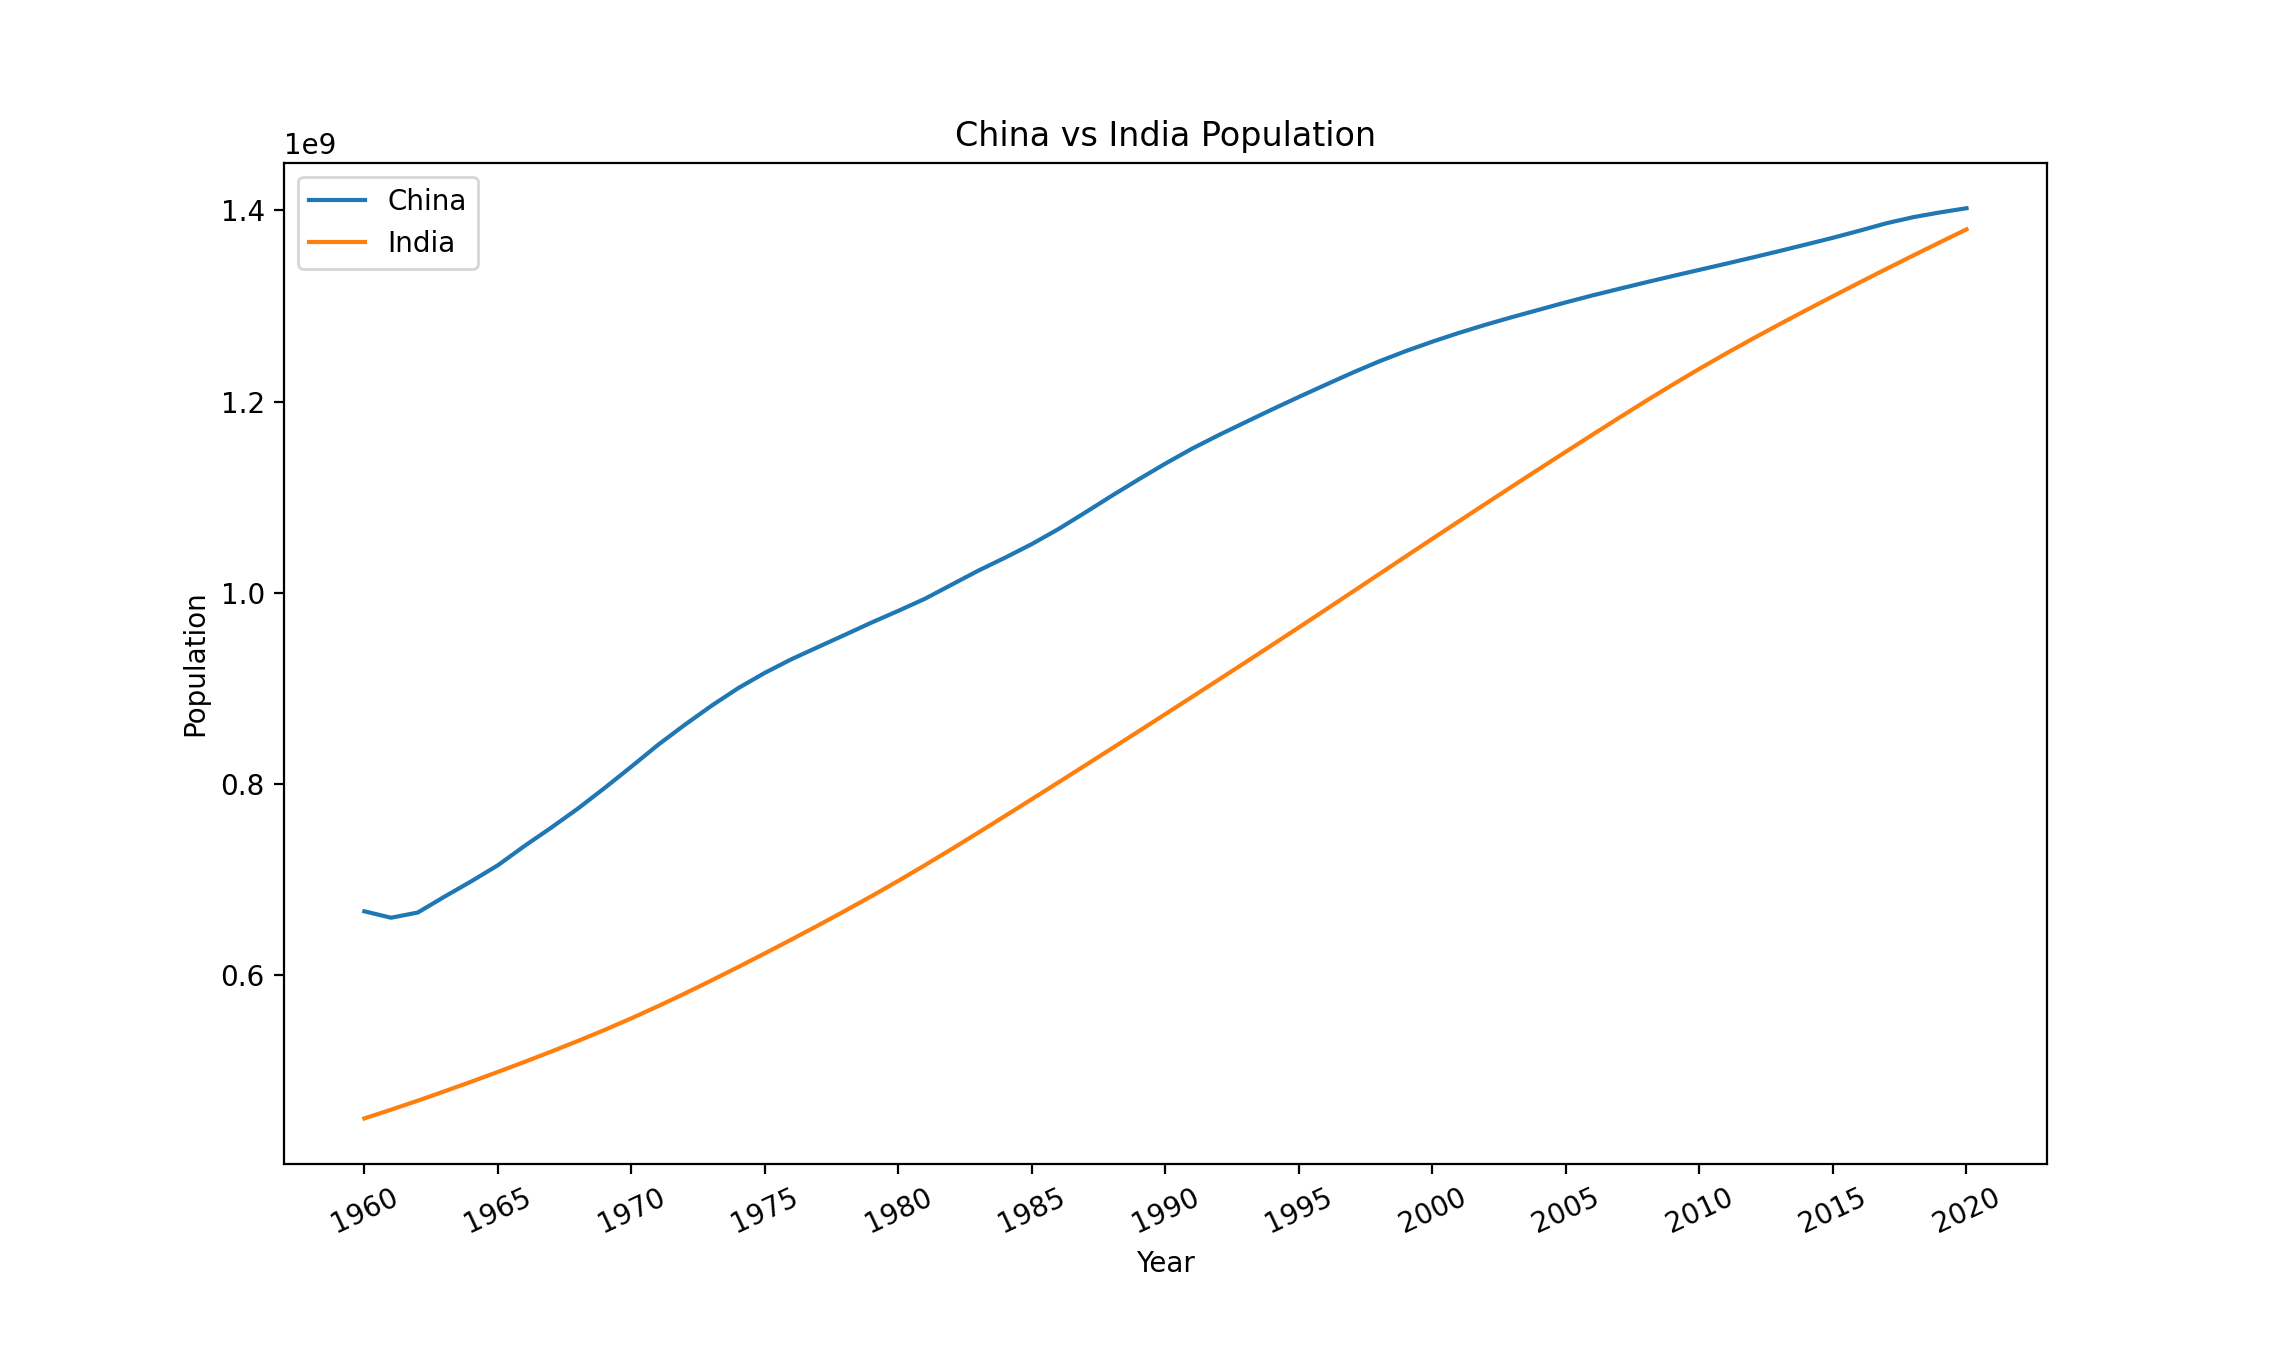 China vs India Population
1e9
China
India
1.4
1.2
1.0
0.8
0.6
Population
1960 1965 1970 1975 1980 1985 1990 1995 2000 2005 2010 2015 2020
Year